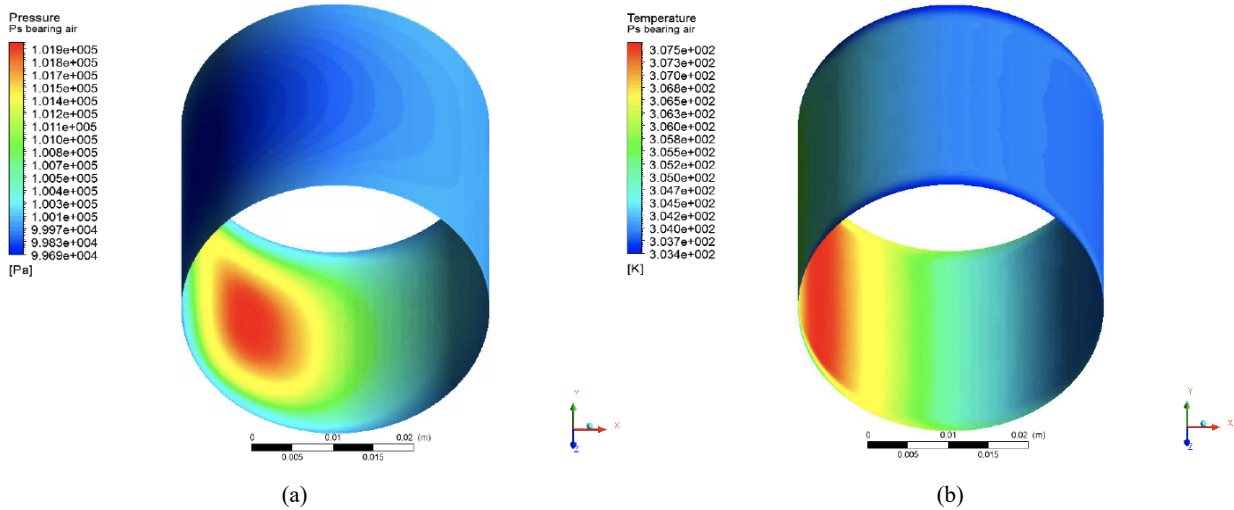 Pressure
Ps bearing air
1.019e+005
1.018e+005
1.017e+005
1.015e+005
1.014e+005
1.012e+005
1.011e+005
1.010e+005
1.008e+005
1.007e+005
1.005e+005
1.004e+005
1.003e+005
1.001e+005
9.997e+004
9.983e+004
9.969e+004
[Pa]
0
0.01
0.02 (m)
0.005
0.015
Y
X
Z
(a)
Temperature
Ps bearing air
3.075e+002
3.073e+002
3.070e+002
3.068e+002
3.065e+002
3.063e+002
3.060e+002
3.058e+002
3.055e+002
3.052e+002
3.050e+002
3.047e+002
3.045e+002
3.042e+002
3.040e+002
3.037e+002
3.034e+002
[K]
0
0.01
0.02 (m)
0.005
0.015
Y
X
Z
(b)